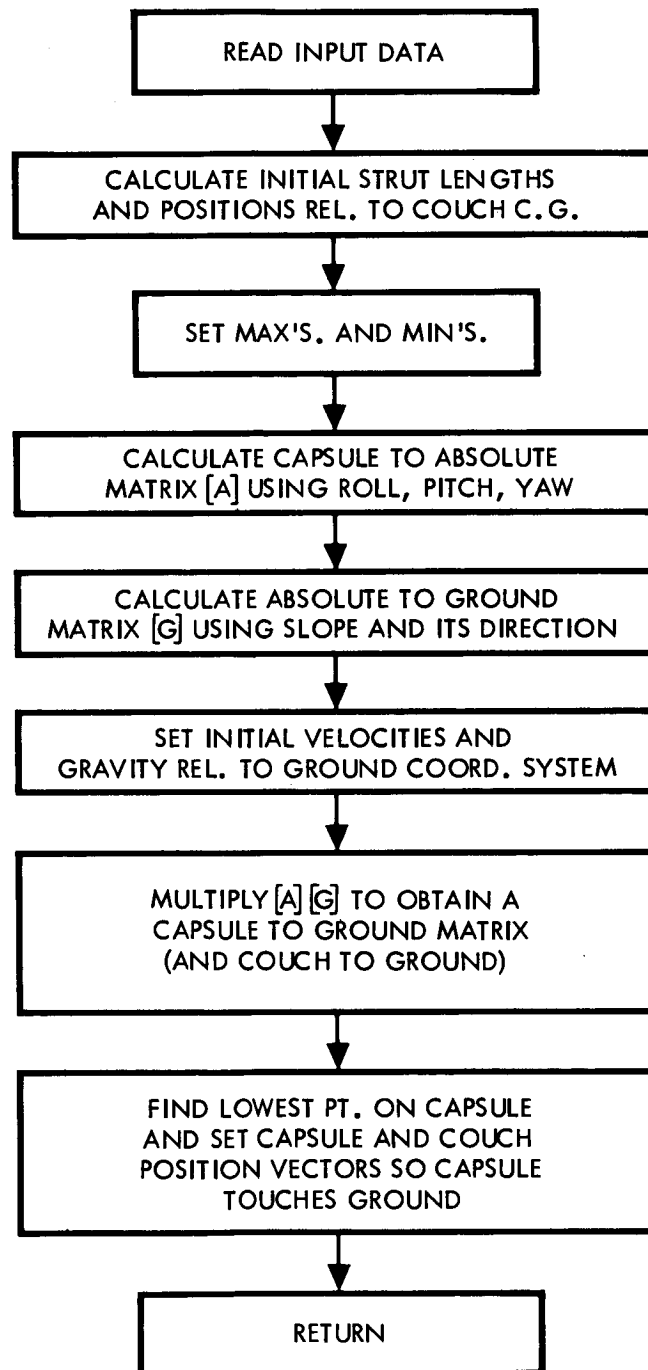 READ INPUT DATA
CALCULATE INITIAL STRUT LENGTHS
AND POSITIONS REL. TO COUCH C.G.
SET MAX'S. AND MIN'S.
CALCULATE CAPSULE TO ABSOLUTE
MATRIX [A] USING ROLL, PITCH, YAW
CALCULATE ABSOLUTE TO GROUND
MATRIX [G] USING SLOPE AND ITS DIRECTION
SET INITIAL VELOCITIES AND
GRAVITY REL. TO GROUND COORD. SYSTEM
MULTIPLY [A] [G] TO OBTAIN A
CAPSULE TO GROUND MATRIX
(AND COUCH TO GROUND)
FIND LOWEST PT. ON CAPSULE
AND SET CAPSULE AND COUCH
POSITION VECTORS SO CAPSULE
TOUCHES GROUND
RETURN